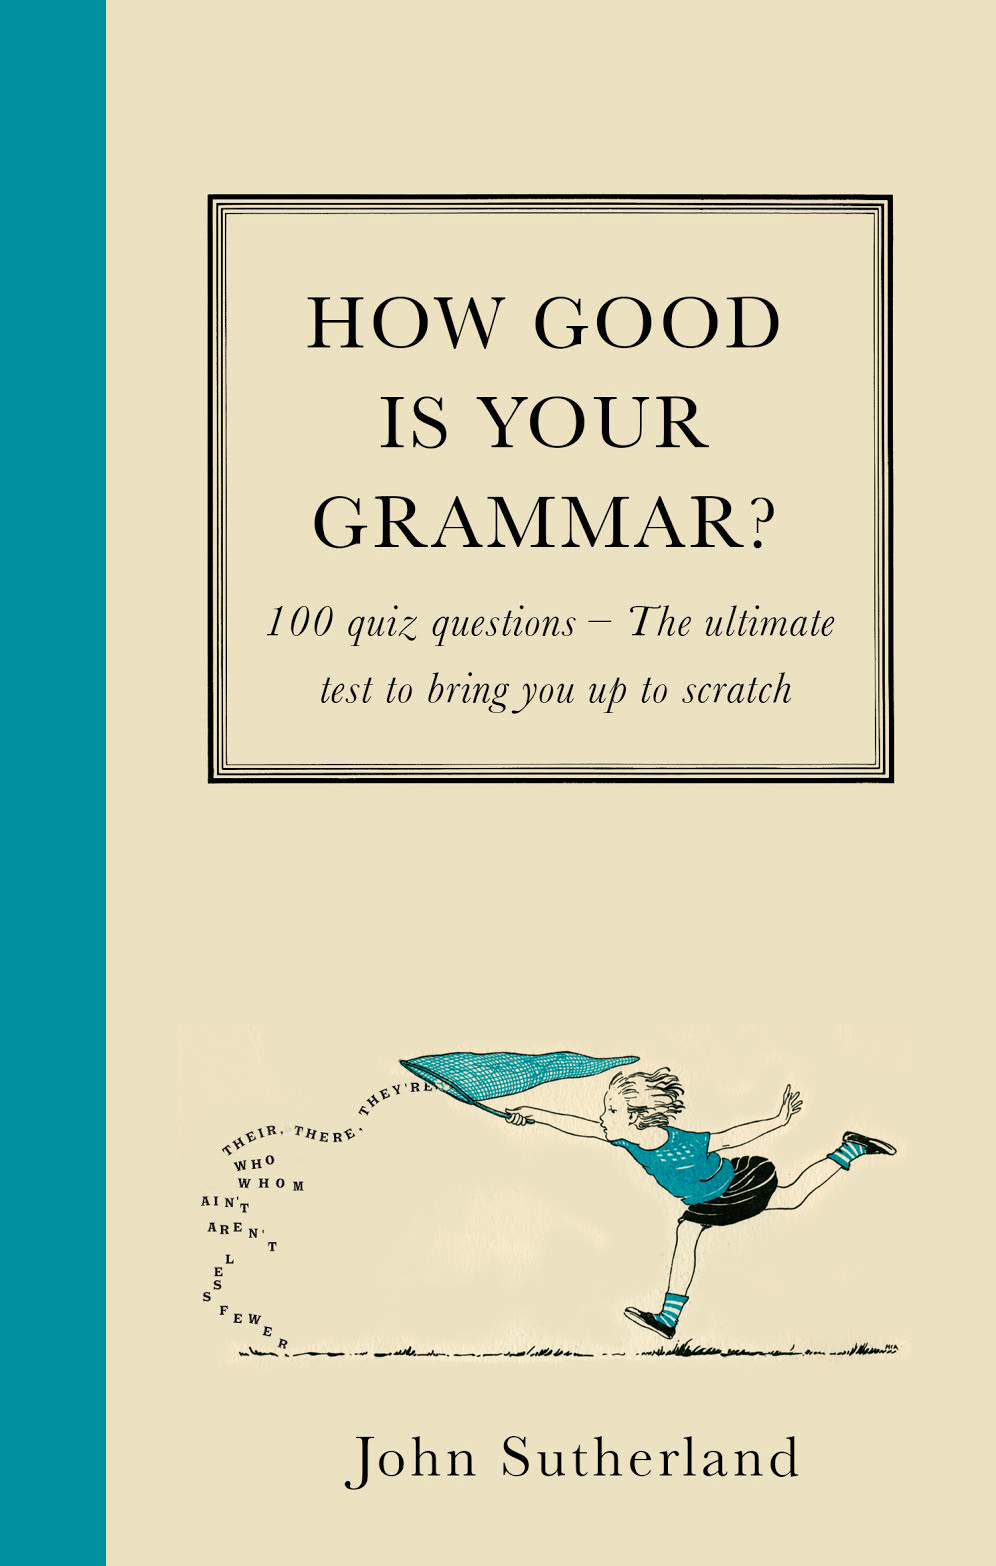 HOW GOOD
IS YOUR
GRAMMAR?
100 quiz questions – The ultimate
test to bring you up to scratch
THEIR, THERE, THEY'RE
WHO
WHOM
AIN'T
AREN'T
LESS
FEWER
John Sutherland